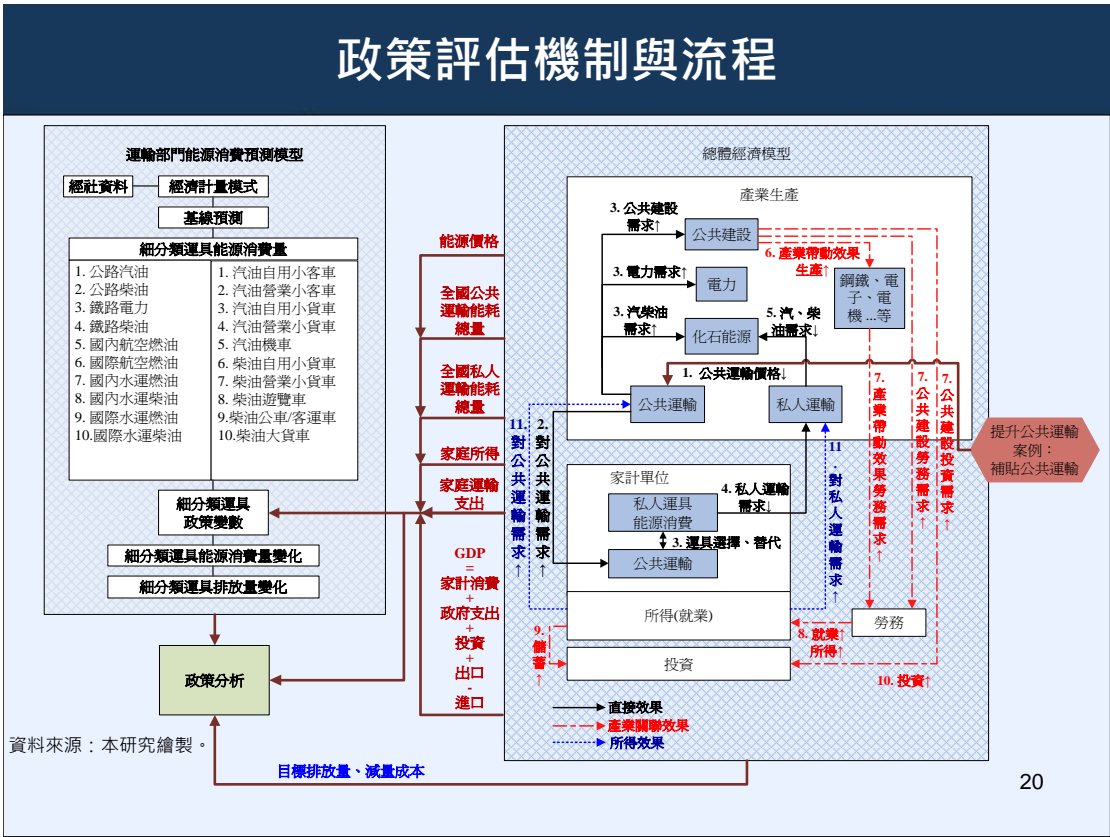 政策評估機制與流程
運輸部門能源消費預測模型
經社資料
經濟計量模式
基線預測
細分類運具能源消費量
1. 公路汽油
2. 公路柴油
3. 鐵路電力
4. 鐵路柴油
5. 國內航空燃油
6. 國際航空燃油
7. 國內水運燃油
8. 國內水運柴油
9. 國際水運燃油
10.國際水運柴油
1. 汽油自用小客車
2. 汽油營業小客車
3. 汽油自用小貨車
4. 汽油營業小貨車
5. 汽油機車
6. 柴油自用小貨車
7. 柴油營業小貨車
8. 柴油遊覽車
9.柴油公車/客運車
10.柴油大貨車
細分類運具
政策變數
細分類運具能源消費量變化
細分類運具排放量變化
政策分析
能源價格
全國公共
運輸能耗
總量
全國私人
運輸能耗
總量
家庭所得
家庭運輸
支出
GDP
=
家計消費
+
政府支出
+
投資
+
出口
-
進口
總體經濟模型
產業生產
3. 公共建設
需求↑
公共建設
6. 產業帶動效果
生產↑
3. 電力需求↑
電力
鋼鐵、電
子、電
機 ...等
3. 汽柴油
需求↑
化石能源
5. 汽、柴
油需求↓
1. 公共運輸價格↓
公共運輸
私人運輸
11.對公共運輸需求↑
2.對公共運輸需求↑
11.對私人運輸需求↑
7.產業帶動效果勞務需求↑
7.公共建設勞務需求↑
7.公共建設投資需求↑
提升公共運輸
案例：
補貼公共運輸
家計單位
私人運具
能源消費
4. 私人運輸
需求↓
3. 運具選擇、替代
公共運輸
所得(就業)
勞務
8. 就業↑
所得↑
9.儲蓄↑
投資
10. 投資↑
直接效果
產業關聯效果
所得效果
資料來源：本研究繪製。
目標排放量、減量成本
20